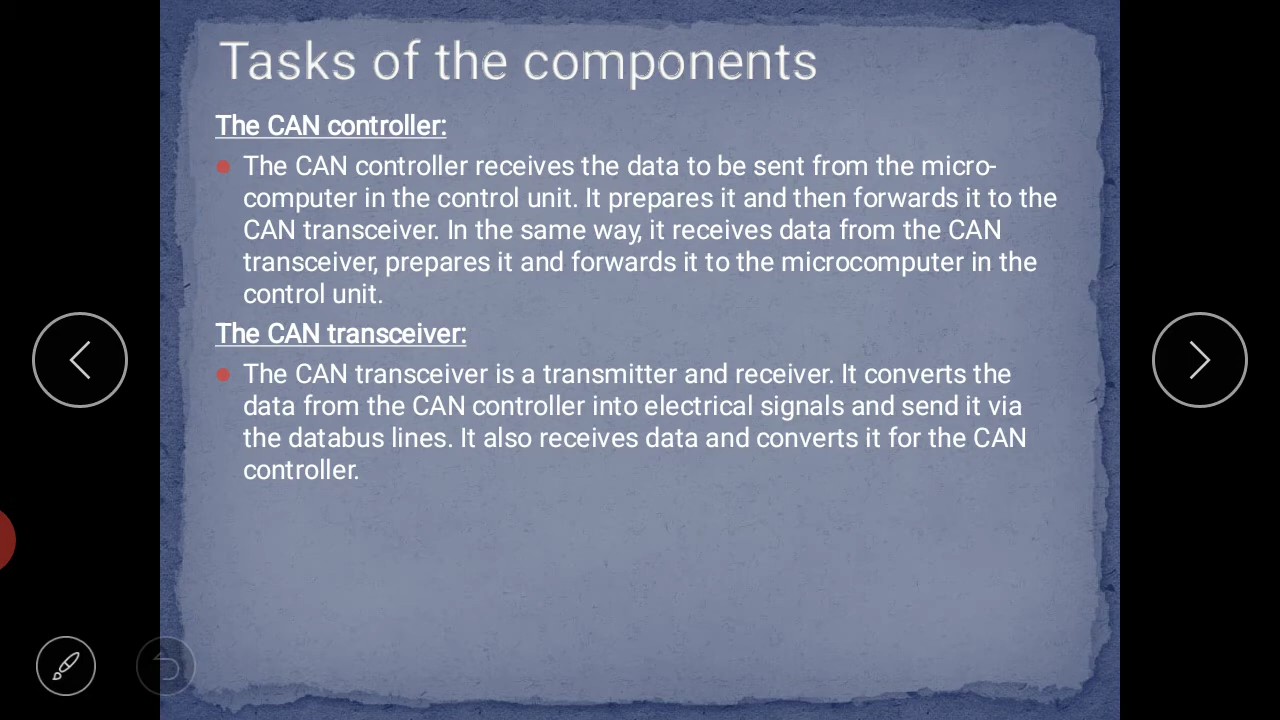 Tasks of the components
The CAN controller:
The CAN controller receives the data to be sent from the micro-
computer in the control unit. It prepares it and then forwards it to the
CAN transceiver. In the same way, it receives data from the CAN
transceiver, prepares it and forwards it to the microcomputer in the
control unit.
The CAN transceiver:
The CAN transceiver is a transmitter and receiver. It converts the
data from the CAN controller into electrical signals and send it via
the databus lines. It also receives data and converts it for the CAN
controller.